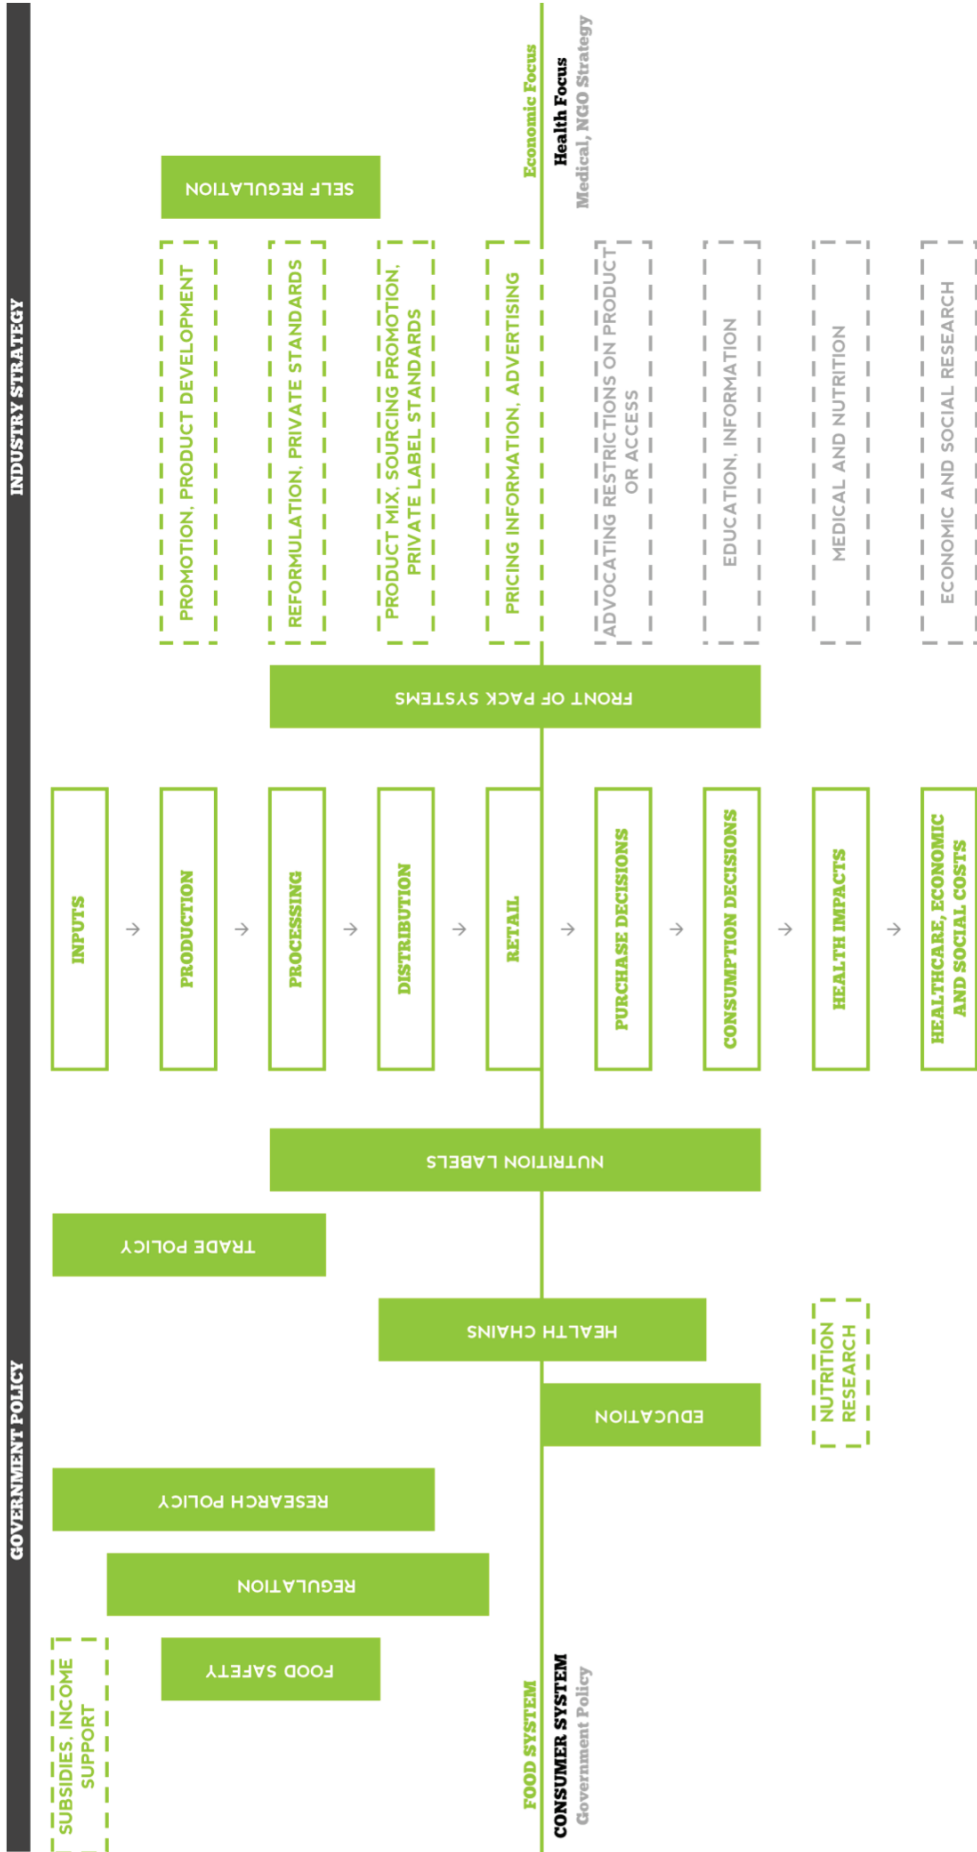 GOVERNMENT POLICY
INDUSTRY STRATEGY
SUBSIDIES, INCOME
SUPPORT
FOOD SAFETY
REGULATION
RESEARCH POLICY
EDUCATION
HEALTH CHAINS
TRADE POLICY
NUTRITION LABELS
NUTRITION
RESEARCH
INPUTS
PRODUCTION
PROCESSING
DISTRIBUTION
RETAIL
PURCHASE DECISIONS
CONSUMPTION DECISIONS
HEALTH IMPACTS
HEALTHCARE, ECONOMIC
AND SOCIAL COSTS
FRONT OF PACK SYSTEMS
PROMOTION, PRODUCT DEVELOPMENT
REFORMULATION, PRIVATE STANDARDS
PRODUCT MIX, SOURCING PROMOTION,
PRIVATE LABEL STANDARDS
PRICING INFORMATION, ADVERTISING
ADVOCATING RESTRICTIONS ON PRODUCT
OR ACCESS
EDUCATION, INFORMATION
MEDICAL AND NUTRITION
ECONOMIC AND SOCIAL RESEARCH
SELF REGULATION
FOOD SYSTEM
CONSUMER SYSTEM
Government Policy
Economic Focus
Health Focus
Medical, NGO Strategy